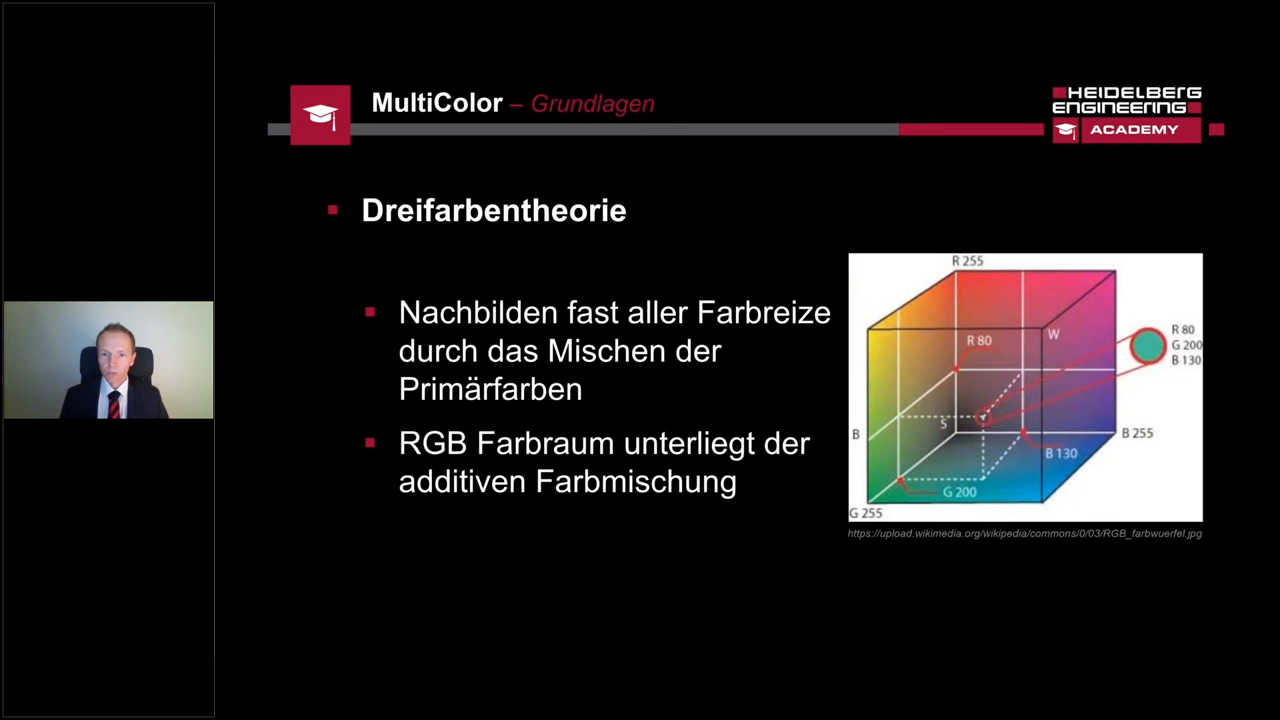 MultiColor – Grundlagen
HEIDELBERG
ENGINEERING
ACADEMY
Dreifarbentheorie
Nachbilden fast aller Farbreize
durch das Mischen der
Primärfarben
RGB Farbraum unterliegt der
additiven Farbmischung
R 255
W
R 80
R 80
G 200
B 130
S
B
B 255
B 130
G 200
G 255
https://upload.wikimedia.org/wikipedia/commons/0/03/RGB_farbwuerfel.jpg